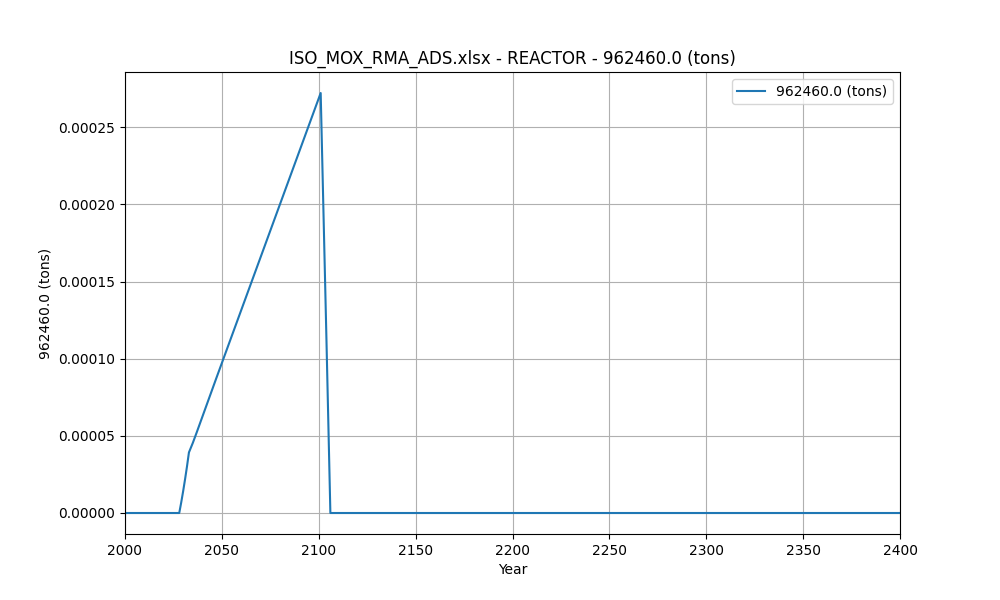 ISO_MOX_RMA_ADS.xlsx - REACTOR - 962460.0 (tons)
962460.0 (tons)
962460.0 (tons)
0.00025
0.00020
0.00015
0.00010
0.00005
0.00000
2000 2050 2100 2150 2200 2250 2300 2350 2400
Year